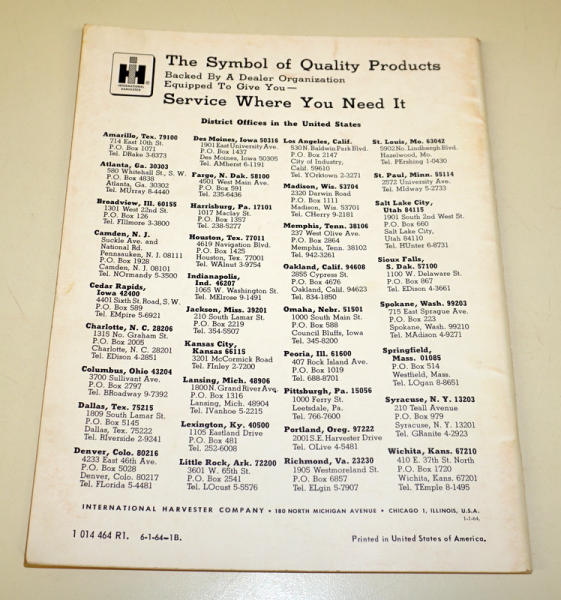 INTERNATIONAL
HARVESTER
The Symbol of Quality Products
Backed By A Dealer Organization
Equipped To Give You—
Service Where You Need It
District Offices in the United States
Amarillo, Tex. 79100
714 East 10th St.
P.O. Box 1071
Tel. DRake 3-8373
Atlanta, Ga. 30303
580 Whitehall St., S.W.
P.O. Box 4838
Atlanta, Ga. 30302
Tel. MUrray 8-4440
Broadview, Ill. 60155
1301 West 22nd St.
P.O. Box 126
Tel. FIllmore 3-3800
Camden, N. J.
Suckle Ave. and
National Rd.
Pennsauken, N. J. 08111
P.O. Box 1928
Camden, N. J. 08101
Tel. NOrmandy 5-3500
Cedar Rapids,
Iowa 42400
4401 Sixth St. Road, S.W.
P.O. Box 589
Tel. EMpire 5-6921
Charlotte, N. C. 28206
1315 No. Graham St.
P.O. Box 2005
Charlotte, N. C. 28201
Tel. EDison 4-2851
Columbus, Ohio 43204
3700 Sullivant Ave.
P.O. Box 2797
Tel. BRoadway 9-7392
Dallas, Tex. 75215
1809 South Lamar St.
P.O. Box 5145
Dallas, Tex. 75222
Tel. RIverside 2-9241
Denver, Colo. 80216
4233 East 46th Ave.
P.O. Box 5028
Denver, Colo. 80217
Tel. FLorida 5-4481
Des Moines, Iowa 50316
1901 East University Ave.
P.O. Box 1437
Des Moines, Iowa 50305
Tel. AMherst 6-1191
Fargo, N. Dak. 58100
4501 West Main Ave.
P.O. Box 591
Tel. 235-6436
Harrisburg, Pa. 17101
1017 Maclay St.
P.O. Box 1357
Tel. 238-5277
Houston, Tex. 77011
4619 Navigation Blvd.
P.O. Box 1425
Houston, Tex. 77001
Tel. WAlnut 3-9754
Indianapolis,
Ind. 46207
1065 W. Washington St.
Tel. MElrose 9-1491
Jackson, Miss. 39201
210 South Lamar St.
P.O. Box 2219
Tel. 354-5507
Kansas City,
Kansas 66115
3201 McCormick Road
Tel. FInley 2-7200
Lansing, Mich. 48906
1800 N. Grand River Ave.
P.O. Box 1316
Lansing, Mich. 48904
Tel. IVanhoe 5-2215
Lexington, Ky. 40500
1105 Eastland Drive
P.O. Box 481
Tel. 252-6008
Little Rock, Ark. 72200
3601 W. 65th St.
P.O. Box 2541
Tel. LOcust 5-5576
Los Angeles, Calif.
530 N. Baldwin Park Blvd.
P.O. Box 2147
City of Industry,
Calif. 59610
Tel. YOrktown 2-3271
Madison, Wis. 53704
2320 Darwin Road
P.O. Box 1111
Madison, Wis. 53701
Tel. CHerry 9-2181
Memphis, Tenn. 38106
237 West Olive Ave.
P.O. Box 2864
Memphis, Tenn. 38102
Tel. 942-3261
Oakland, Calif. 94608
2855 Cypress St.
P.O. Box 4676
Oakland, Calif. 94623
Tel. 834-1850
Omaha, Nebr. 51501
1000 South Main St.
P.O. Box 588
Council Bluffs, Iowa
Tel. 345-8200
Peoria, Ill. 61600
407 Rock Island Ave.
P.O. Box 1019
Tel. 688-8701
Pittsburgh, Pa. 15056
1000 Ferry St.
Leetsdale, Pa.
Tel. 766-7600
Portland, Oreg. 97222
2001 S.E. Harvester Drive
Tel. OLive 4-5481
Richmond, Va. 23230
1905 Westmoreland St.
P.O. Box 6857
Tel. ELgin 5-7907
St. Louis, Mo. 63042
5902 No. Lindbergh Blvd.
Hazelwood, Mo.
Tel. PErshing 1-0430
St. Paul, Minn. 55114
2572 University Ave.
Tel. MIdway 5-2733
Salt Lake City,
Utah 84115
1901 South 2nd West St.
P.O. Box 660
Salt Lake City,
Utah 84110
Tel. HUnter 6-8731
Sioux Falls,
S. Dak. 57100
1100 W. Delaware St.
P.O. Box 867
Tel. EDison 4-3661
Spokane, Wash. 99203
715 East Sprague Ave.
P.O. Box 223
Spokane, Wash. 99210
Tel. MAdison 4-9271
Springfield,
Mass. 01085
P.O. Box 514
Westfield, Mass.
Tel. LOgan 8-8651
Syracuse, N. Y. 13203
210 Teall Avenue
P.O. Box 979
Syracuse, N. Y. 13201
Tel. GRanite 4-2923
Wichita, Kans. 67210
410 E. 37th St. North
P.O. Box 1720
Wichita, Kans. 67201
Tel. TEmple 8-1495
INTERNATIONAL HARVESTER COMPANY • 180 NORTH MICHIGAN AVENUE • CHICAGO 1, ILLINOIS, U.S.A.
1-1-64.
1 014 464 R1. 6-1-64—1B. Printed in United States of America.